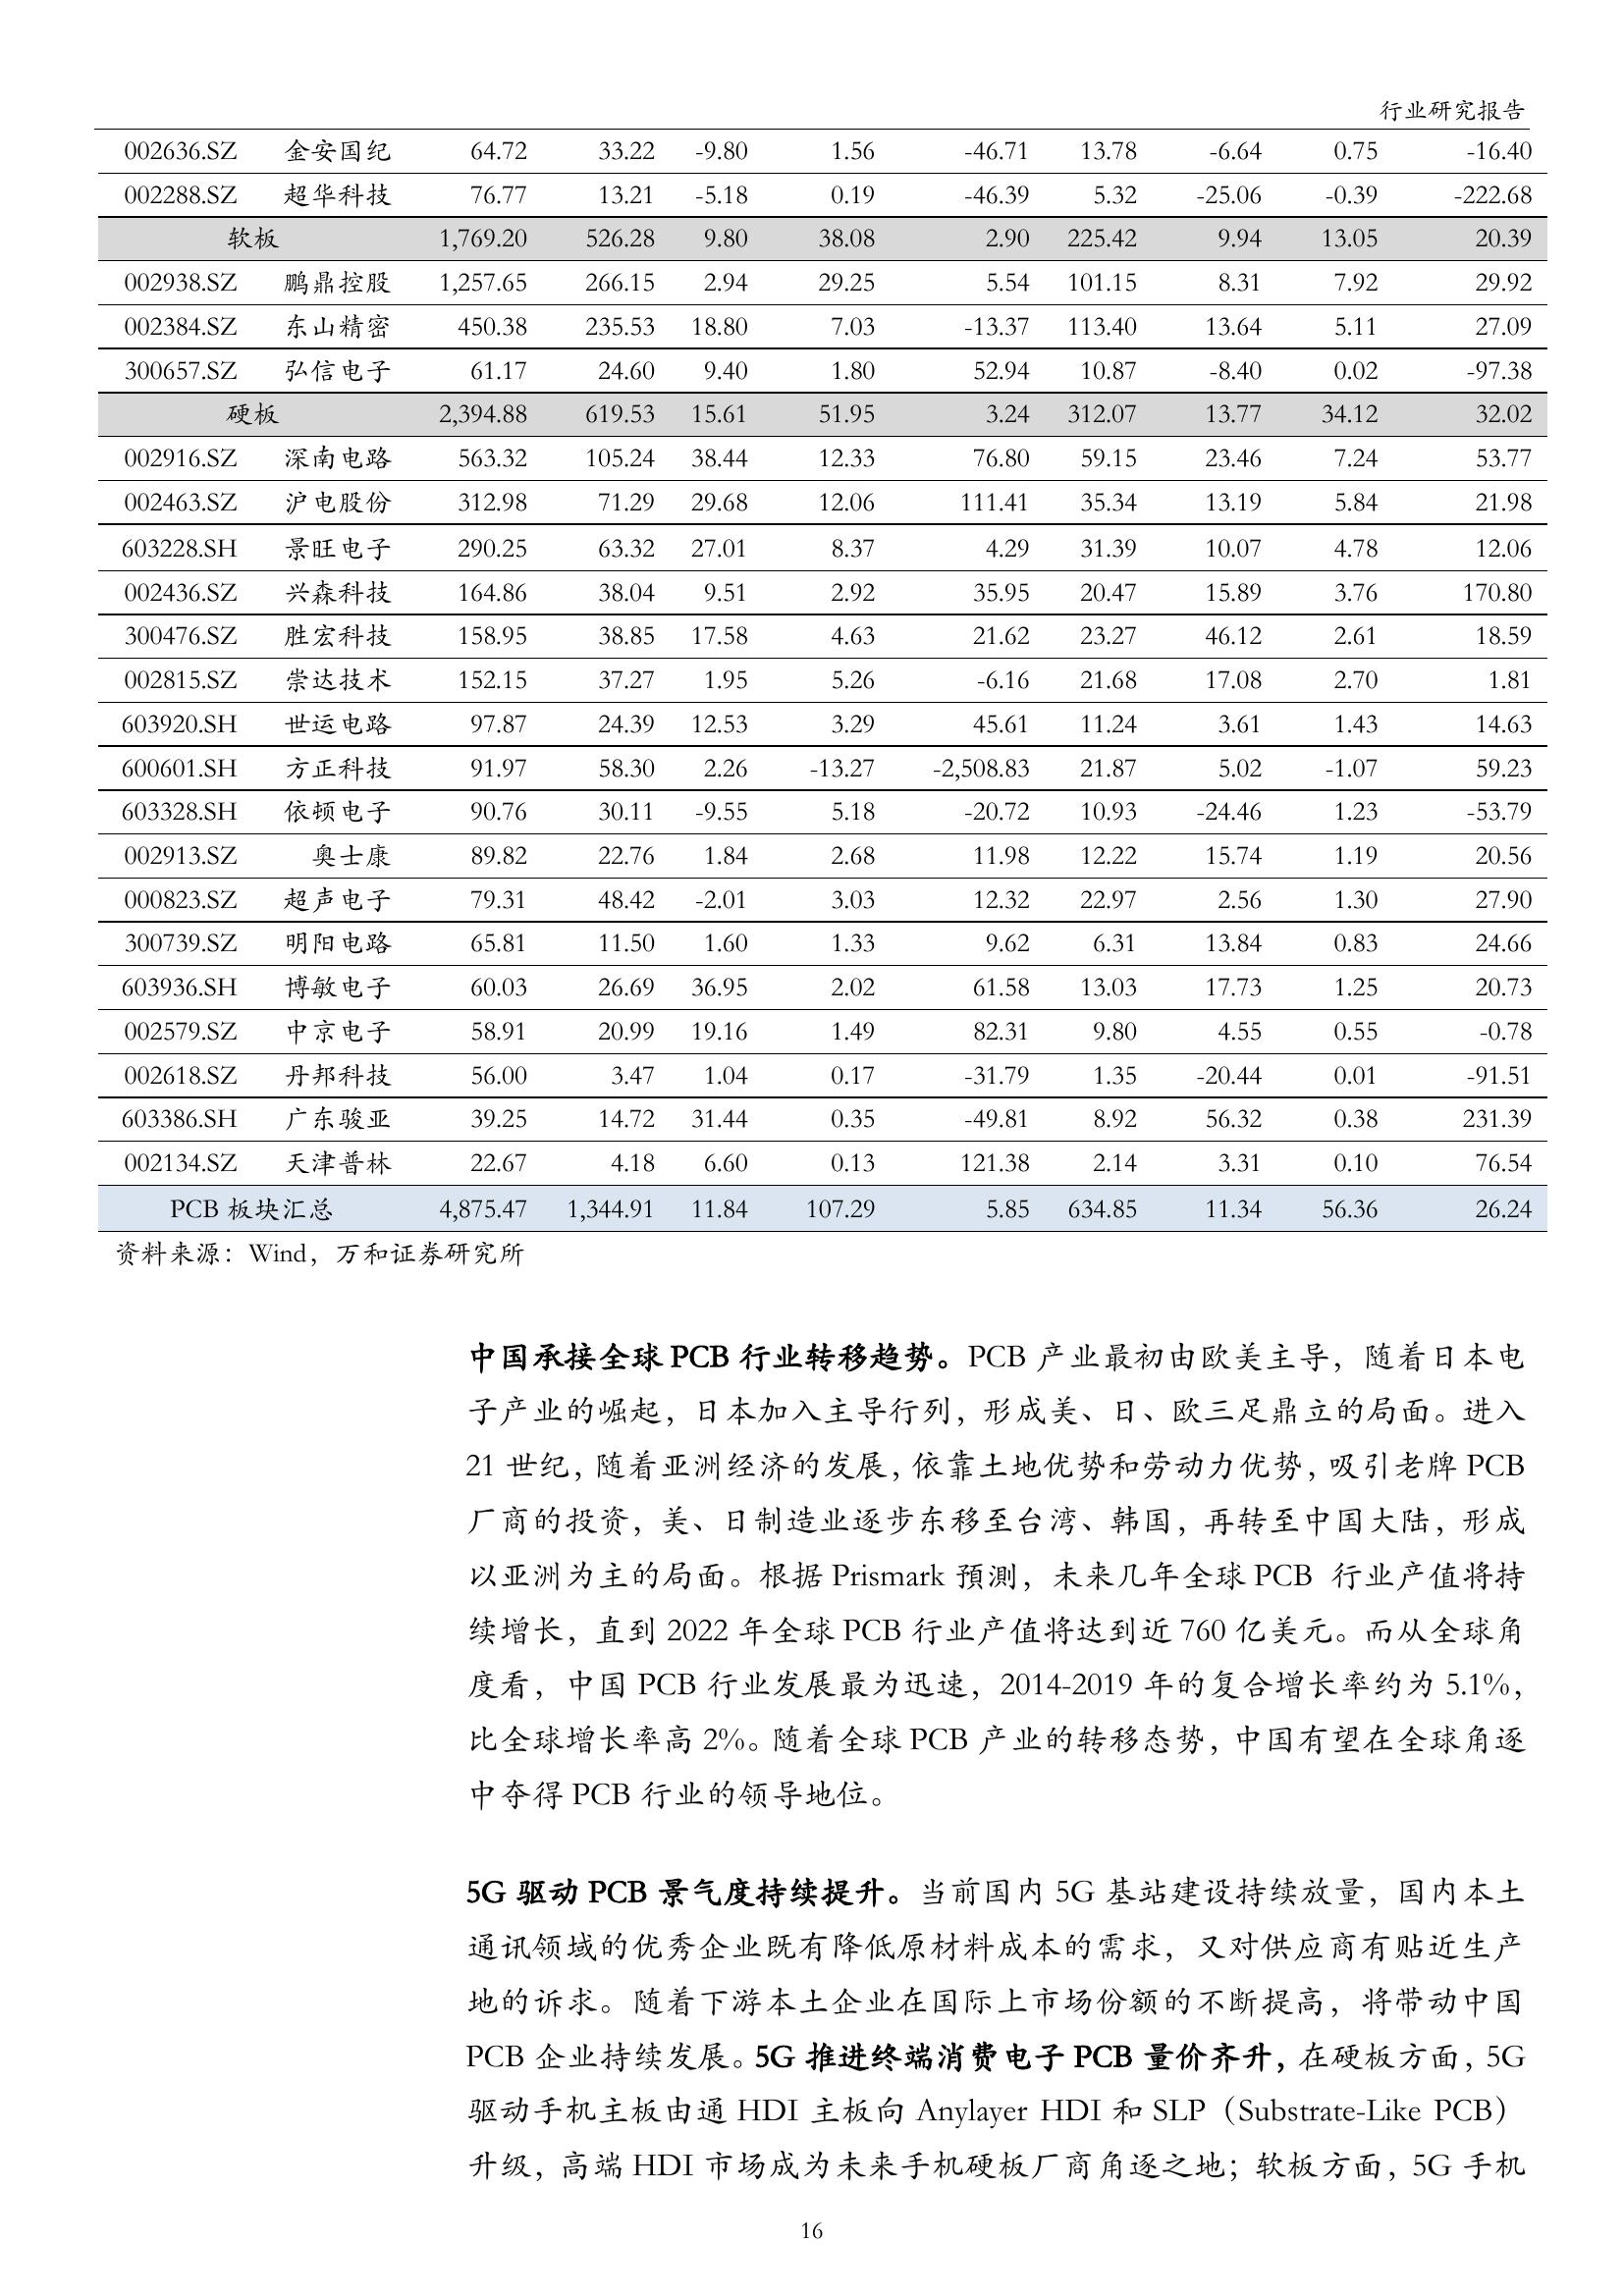 行业研究报告
002636.SZ 金安国纪 64.72 33.22 -9.80 1.56 -46.71 13.78 -6.64 0.75 -16.40
002288.SZ 超华科技 76.77 13.21 -5.18 0.19 -46.39 5.32 -25.06 -0.39 -222.68
软板 1,769.20 526.28 9.80 38.08 2.90 225.42 9.94 13.05 20.39
002938.SZ 鹏鼎控股 1,257.65 266.15 2.94 29.25 5.54 101.15 8.31 7.92 29.92
002384.SZ 东山精密 450.38 235.53 18.80 7.03 -13.37 113.40 13.64 5.11 27.09
300657.SZ 弘信电子 61.17 24.60 9.40 1.80 52.94 10.87 -8.40 0.02 -97.38
硬板 2,394.88 619.53 15.61 51.95 3.24 312.07 13.77 34.12 32.02
002916.SZ 深南电路 563.32 105.24 38.44 12.33 76.80 59.15 23.46 7.24 53.77
002463.SZ 沪电股份 312.98 71.29 29.68 12.06 111.41 35.34 13.19 5.84 21.98
603228.SH 景旺电子 290.25 63.32 27.01 8.37 4.29 31.39 10.07 4.78 12.06
002436.SZ 兴森科技 164.86 38.04 9.51 2.92 35.95 20.47 15.89 3.76 170.80
300476.SZ 胜宏科技 158.95 38.85 17.58 4.63 21.62 23.27 46.12 2.61 18.59
002815.SZ 崇达技术 152.15 37.27 1.95 5.26 -6.16 21.68 17.08 2.70 1.81
603920.SH 世运电路 97.87 24.39 12.53 3.29 45.61 11.24 3.61 1.43 14.63
600601.SH 方正科技 91.97 58.30 2.26 -13.27 -2,508.83 21.87 5.02 -1.07 59.23
603328.SH 依顿电子 90.76 30.11 -9.55 5.18 -20.72 10.93 -24.46 1.23 -53.79
002913.SZ 奥士康 89.82 22.76 1.84 2.68 11.98 12.22 15.74 1.19 20.56
000823.SZ 超声电子 79.31 48.42 -2.01 3.03 12.32 22.97 2.56 1.30 27.90
300739.SZ 明阳电路 65.81 11.50 1.60 1.33 9.62 6.31 13.84 0.83 24.66
603936.SH 博敏电子 60.03 26.69 36.95 2.02 61.58 13.03 17.73 1.25 20.73
002579.SZ 中京电子 58.91 20.99 19.16 1.49 82.31 9.80 4.55 0.55 -0.78
002618.SZ 丹邦科技 56.00 3.47 1.04 0.17 -31.79 1.35 -20.44 0.01 -91.51
603386.SH 广东骏亚 39.25 14.72 31.44 0.35 -49.81 8.92 56.32 0.38 231.39
002134.SZ 天津普林 22.67 4.18 6.60 0.13 121.38 2.14 3.31 0.10 76.54
PCB 板块汇总 4,875.47 1,344.91 11.84 107.29 5.85 634.85 11.34 56.36 26.24
资料来源：Wind，万和证券研究所
中国承接全球 PCB 行业转移趋势。PCB 产业最初由欧美主导，随着日本电
子产业的崛起，日本加入主导行列，形成美、日、欧三足鼎立的局面。进入
21 世纪，随着亚洲经济的发展，依靠土地优势和劳动力优势，吸引老牌 PCB
厂商的投资，美、日制造业逐步东移至台湾、韩国，再转至中国大陆，形成
以亚洲为主的局面。根据 Prismark 预测，未来几年全球 PCB 行业产值将持
续增长，直到 2022 年全球 PCB 行业产值将达到近 760 亿美元。而从全球角
度看，中国 PCB 行业发展最为迅速，2014-2019 年的复合增长率约为 5.1%，
比全球增长率高 2%。随着全球 PCB 产业的转移态势，中国有望在全球角逐
中夺得 PCB 行业的领导地位。
5G 驱动 PCB 景气度持续提升。当前国内 5G 基站建设持续放量，国内本土
通讯领域的优秀企业既有降低原材料成本的需求，又对供应商有贴近生产
地的诉求。随着下游本土企业在国际上市场份额的不断提高，将带动中国
PCB 企业持续发展。5G 推进终端消费电子 PCB 量价齐升，在硬板方面，5G
驱动手机主板由通 HDI 主板向 Anylayer HDI 和 SLP（Substrate-Like PCB）
升级，高端 HDI 市场成为未来手机硬板厂商角逐之地；软板方面，5G 手机
16